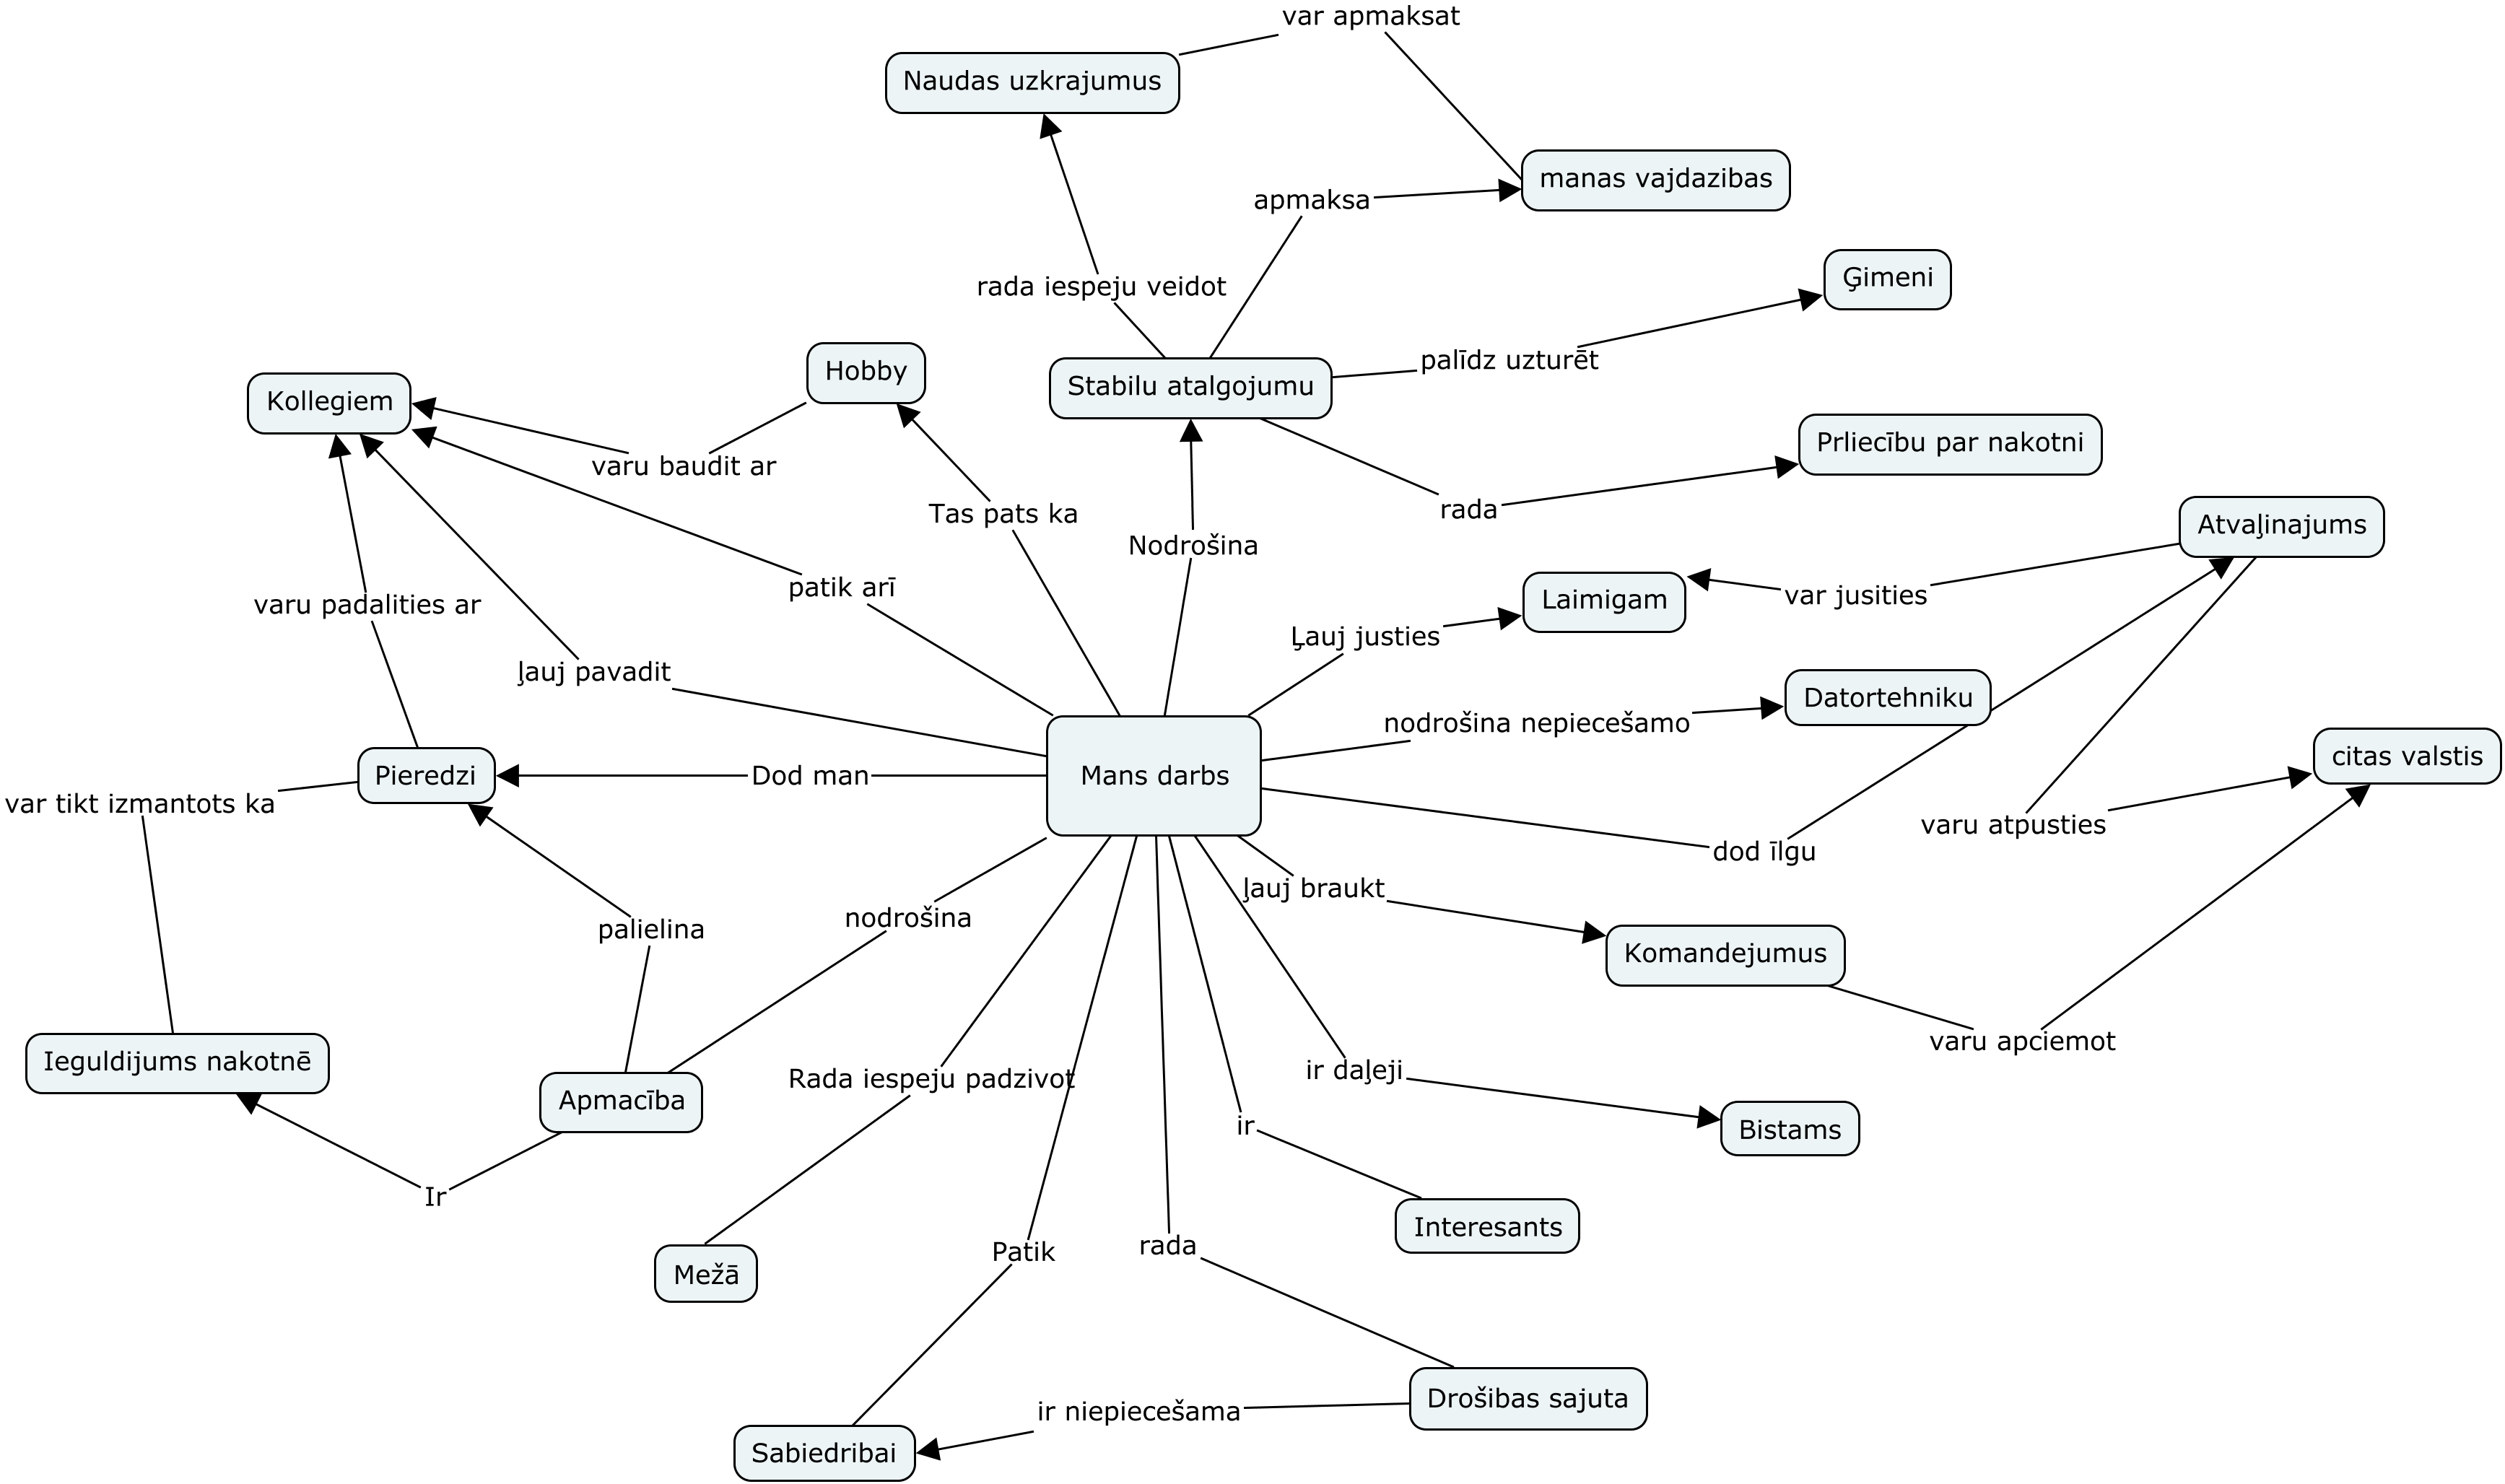 var apmaksat
Naudas uzkrajumus
manas vajdazibas
apmaksa
Ģimeni
rada iespeju veidot
palīdz uzturēt
Hobby
Stabilu atalgojumu
Kollegiem
Prliecību par nakotni
varu baudit ar
rada
Tas pats ka
Atvaļinajums
Nodrošina
patik arī
var jusities
Laimigam
varu padalities ar
Ļauj justies
ļauj pavadit
Datortehniku
nodrošina nepiecešamo
citas valstis
Pieredzi
Dod man
Mans darbs
var tikt izmantots ka
varu atpusties
dod īlgu
ļauj braukt
nodrošina
palielina
Komandejumus
varu apciemot
Ieguldijums nakotnē
ir daļeji
Rada iespeju padzivot
Apmacība
ir
Bistams
Ir
Interesants
rada
Patik
Mežā
Drošibas sajuta
ir niepiecešama
Sabiedribai